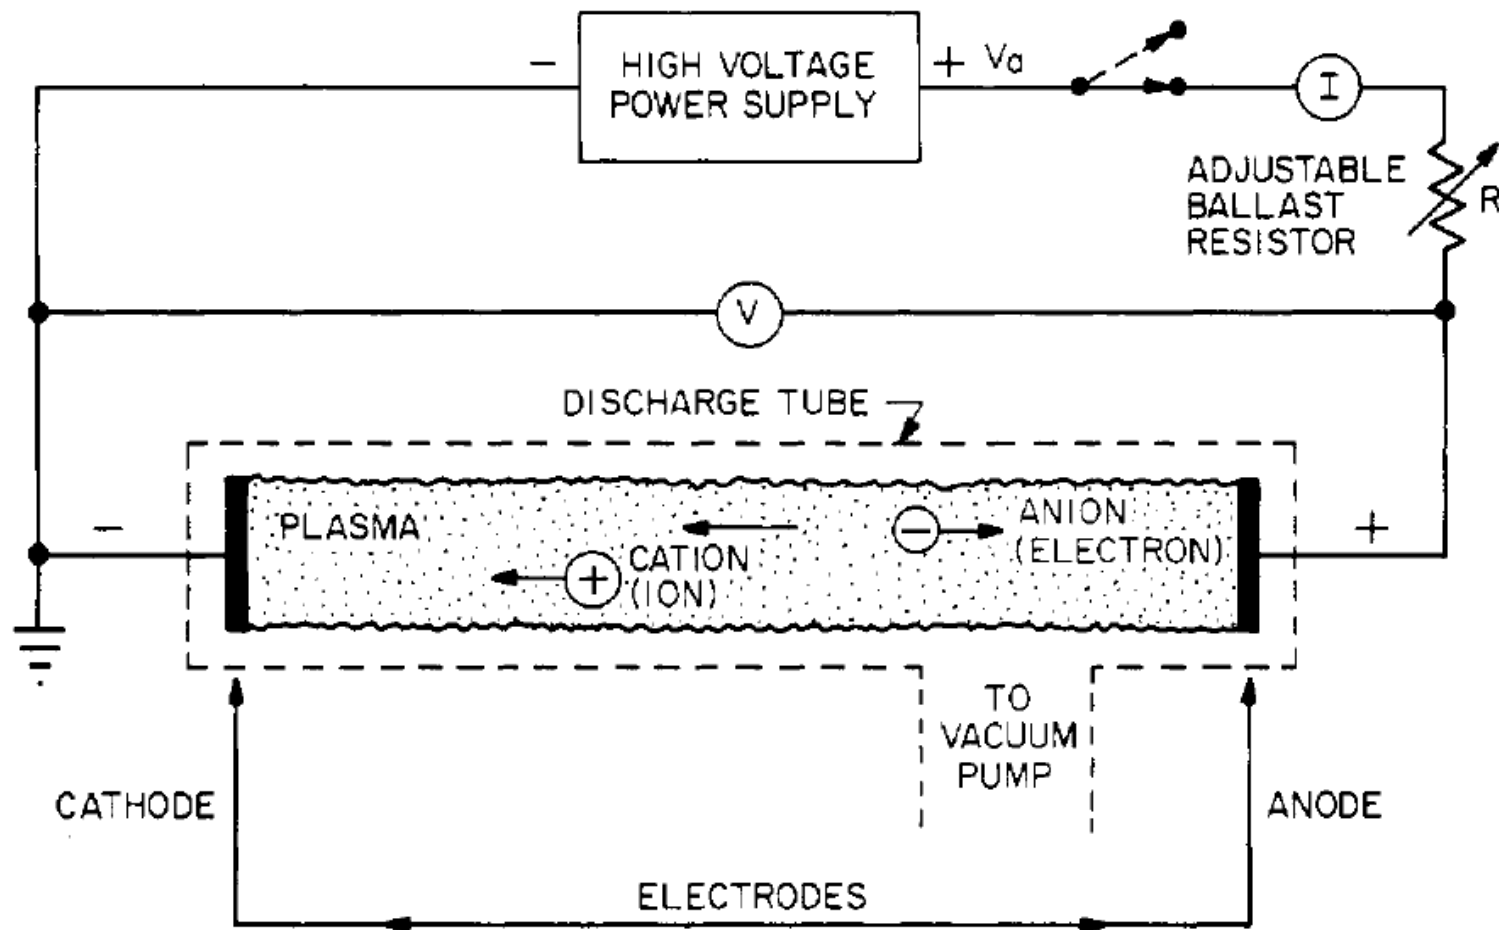 − HIGH VOLTAGE + Va
POWER SUPPLY
I
ADJUSTABLE
BALLAST R
RESISTOR
V
DISCHARGE TUBE
− PLASMA − ANION +
(ELECTRON)
+ CATION
(ION)
TO
VACUUM
PUMP
CATHODE
ANODE
ELECTRODES